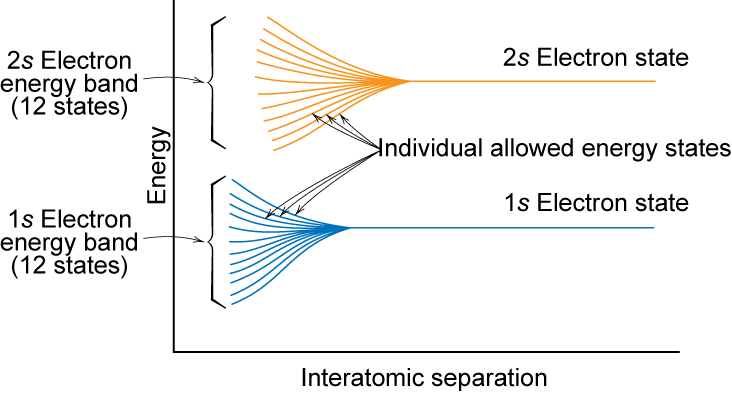 2s Electron
energy band
(12 states)
2s Electron state
Energy
Individual allowed energy states
1s Electron
energy band
(12 states)
1s Electron state
Interatomic separation